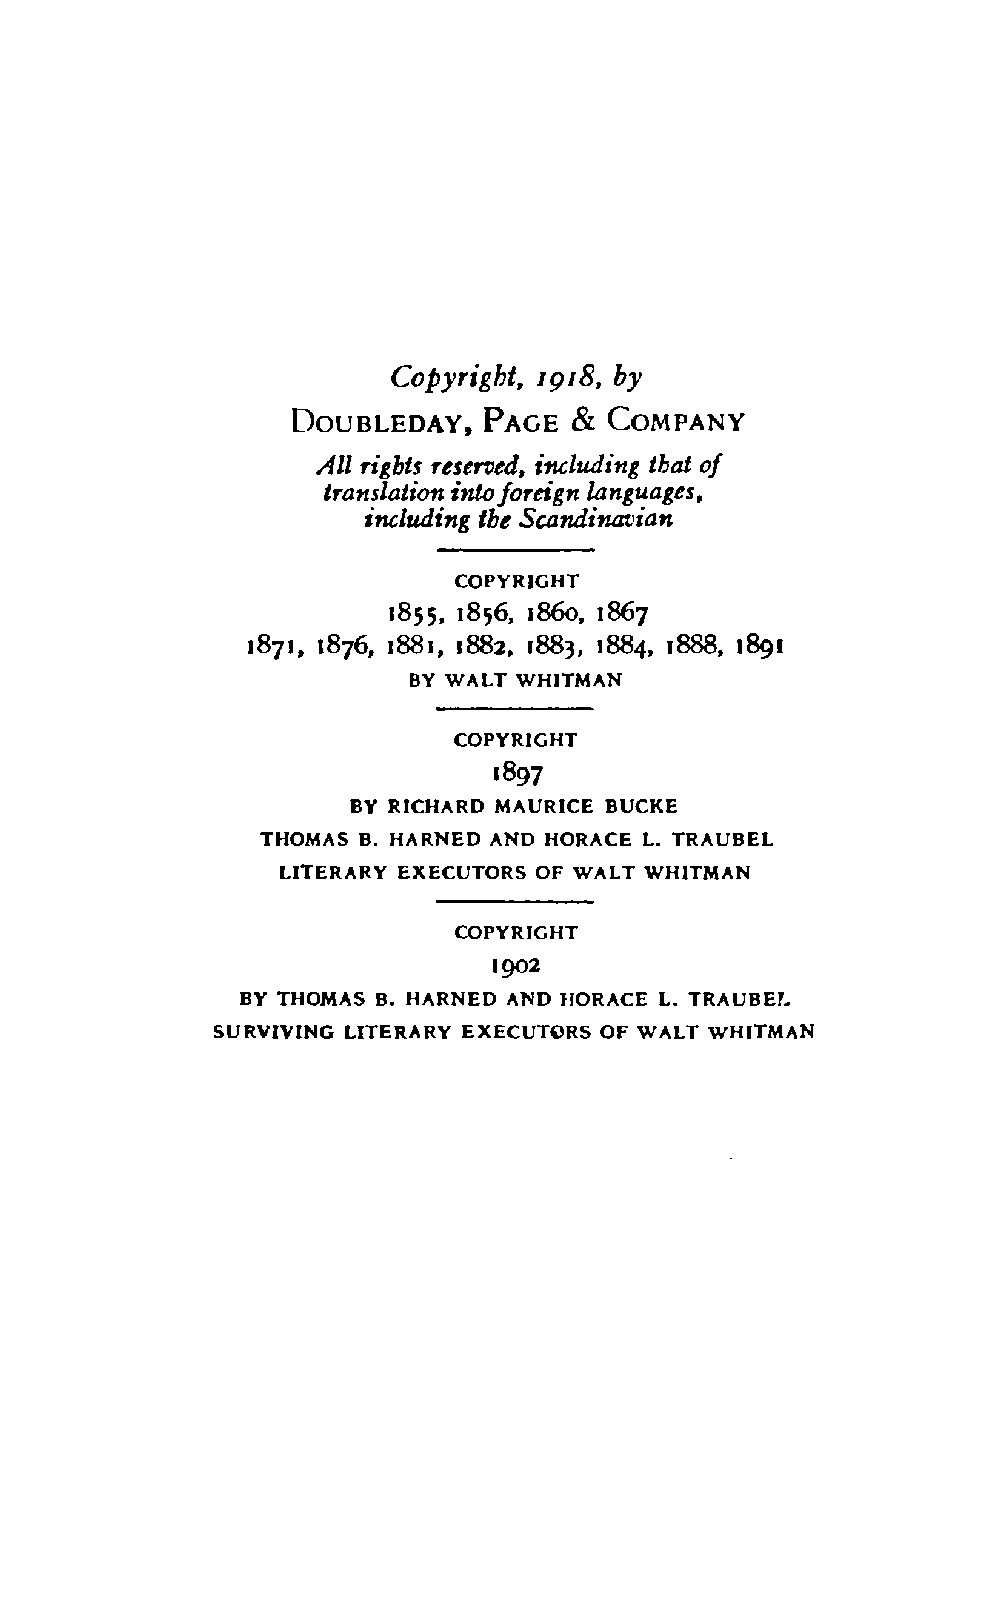 Copyright, 1918, by
Doubleday, Page & Company
All rights reserved, including that of
translation into foreign languages,
including the Scandinavian
COPYRIGHT
1855, 1856, 1860, 1867
1871, 1876, 1881, 1882, 1883, 1884, 1888, 1891
BY WALT WHITMAN
COPYRIGHT
1897
BY RICHARD MAURICE BUCKE
THOMAS B. HARNED AND HORACE L. TRAUBEL
LITERARY EXECUTORS OF WALT WHITMAN
COPYRIGHT
1902
BY THOMAS B. HARNED AND HORACE L. TRAUBEL
SURVIVING LITERARY EXECUTORS OF WALT WHITMAN